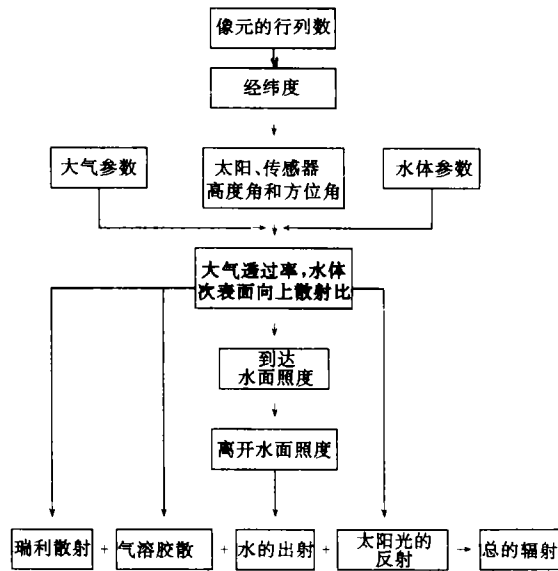 像元的行列数
经纬度
大气参数
太阳、传感器
高度角和方位角
水体参数
大气透过率,水体
次表面向上散射比
到达
水面照度
离开水面照度
瑞利散射 + 气溶胶散 + 水的出射 + 太阳光的反射 → 总的辐射